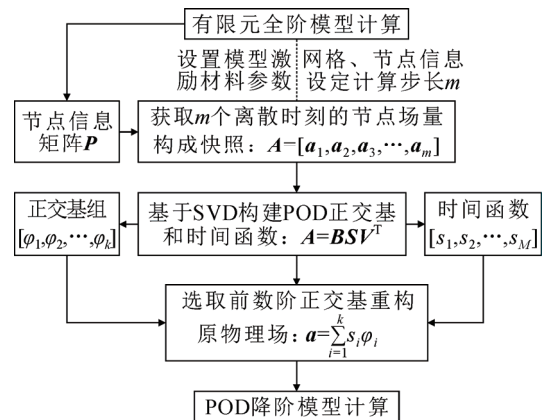 有限元全阶模型计算
设置模型激 网格、节点信息
励材料参数 设定计算步长m
节点信息
矩阵P
获取m个离散时刻的节点场量
构成快照：A=[a₁,a₂,a₃,⋯,aₘ]
正交基组
[φ₁,φ₂,⋯,φₖ]
基于SVD构建POD正交基
和时间函数：A=BSVᵀ
时间函数
[s₁,s₂,⋯,s_M]
选取前数阶正交基重构
原物理场：a=∑ᵢ₌₁ᵏsᵢφᵢ
POD降阶模型计算